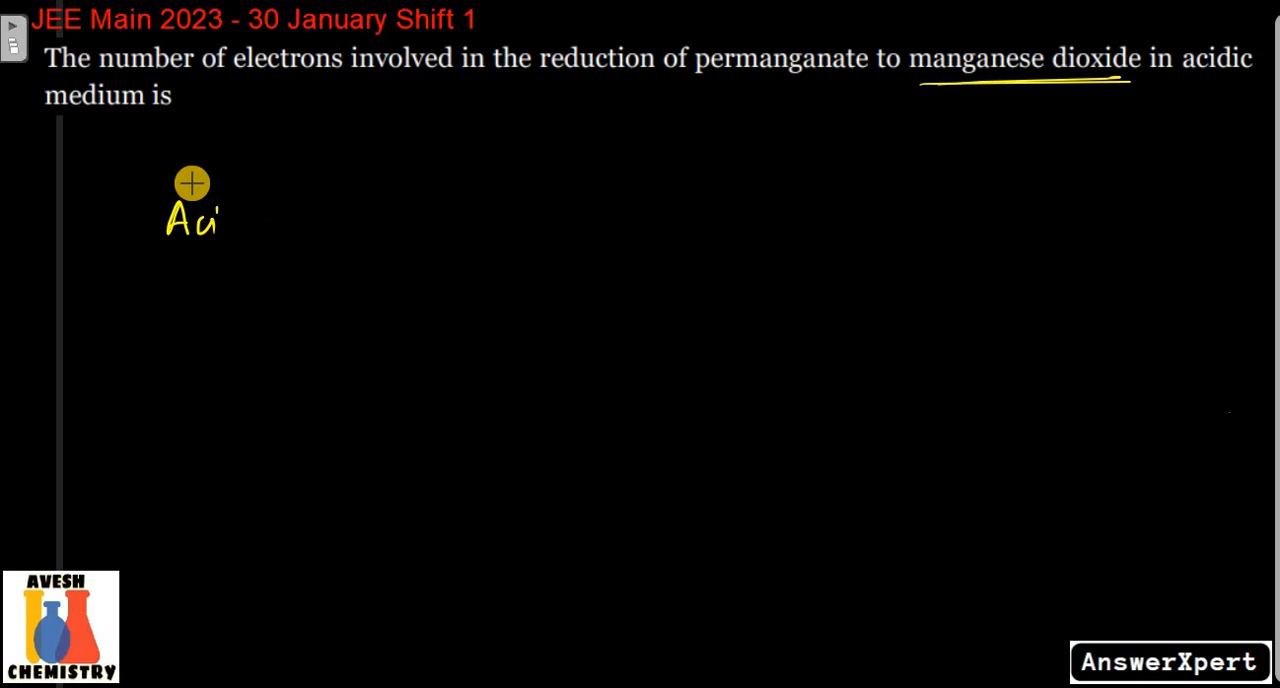 JEE Main 2023 - 30 January Shift 1
The number of electrons involved in the reduction of permanganate to manganese dioxide in acidic
medium is
Aci
AVESH
CHEMISTRY
AnswerXpert